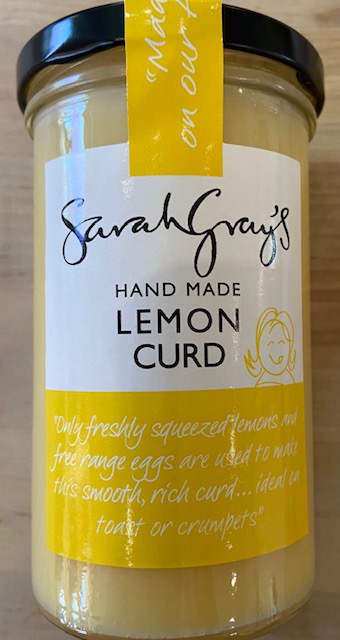 "Mad
on our f
Sarah Gray's
HAND MADE
LEMON
CURD
"Only freshly squeezed lemons and
free range eggs are used to make
this smooth, rich curd... ideal on
toast or crumpets"